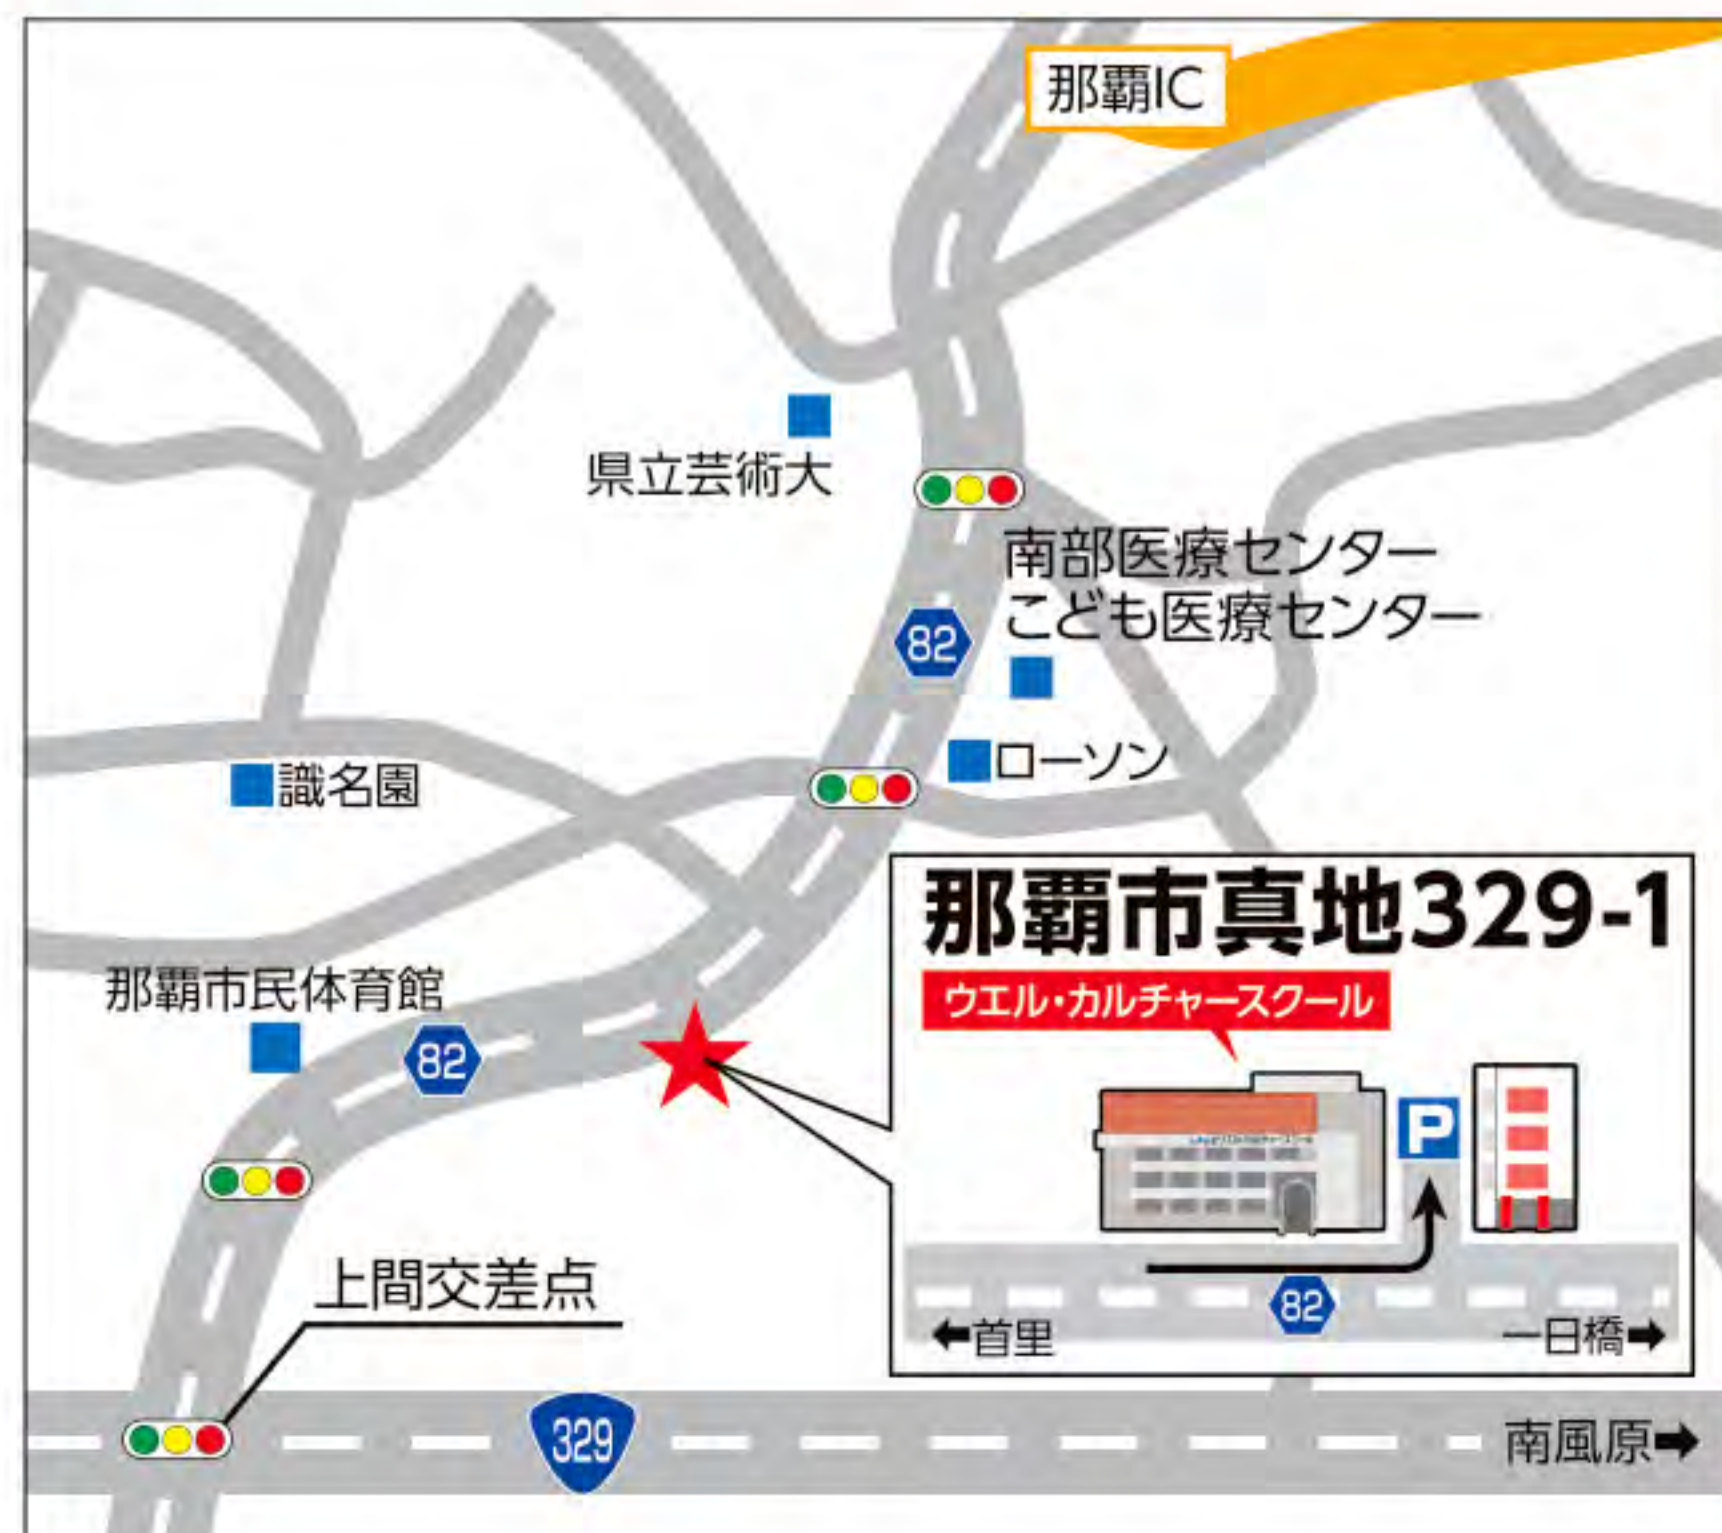 那覇IC
県立芸術大
南部医療センター
こども医療センター
82
ローソン
識名園
那覇市民体育館
82
那覇市真地329-1
ウエル・カルチャースクール
P
82
←首里
一日橋→
上間交差点
329
南風原→